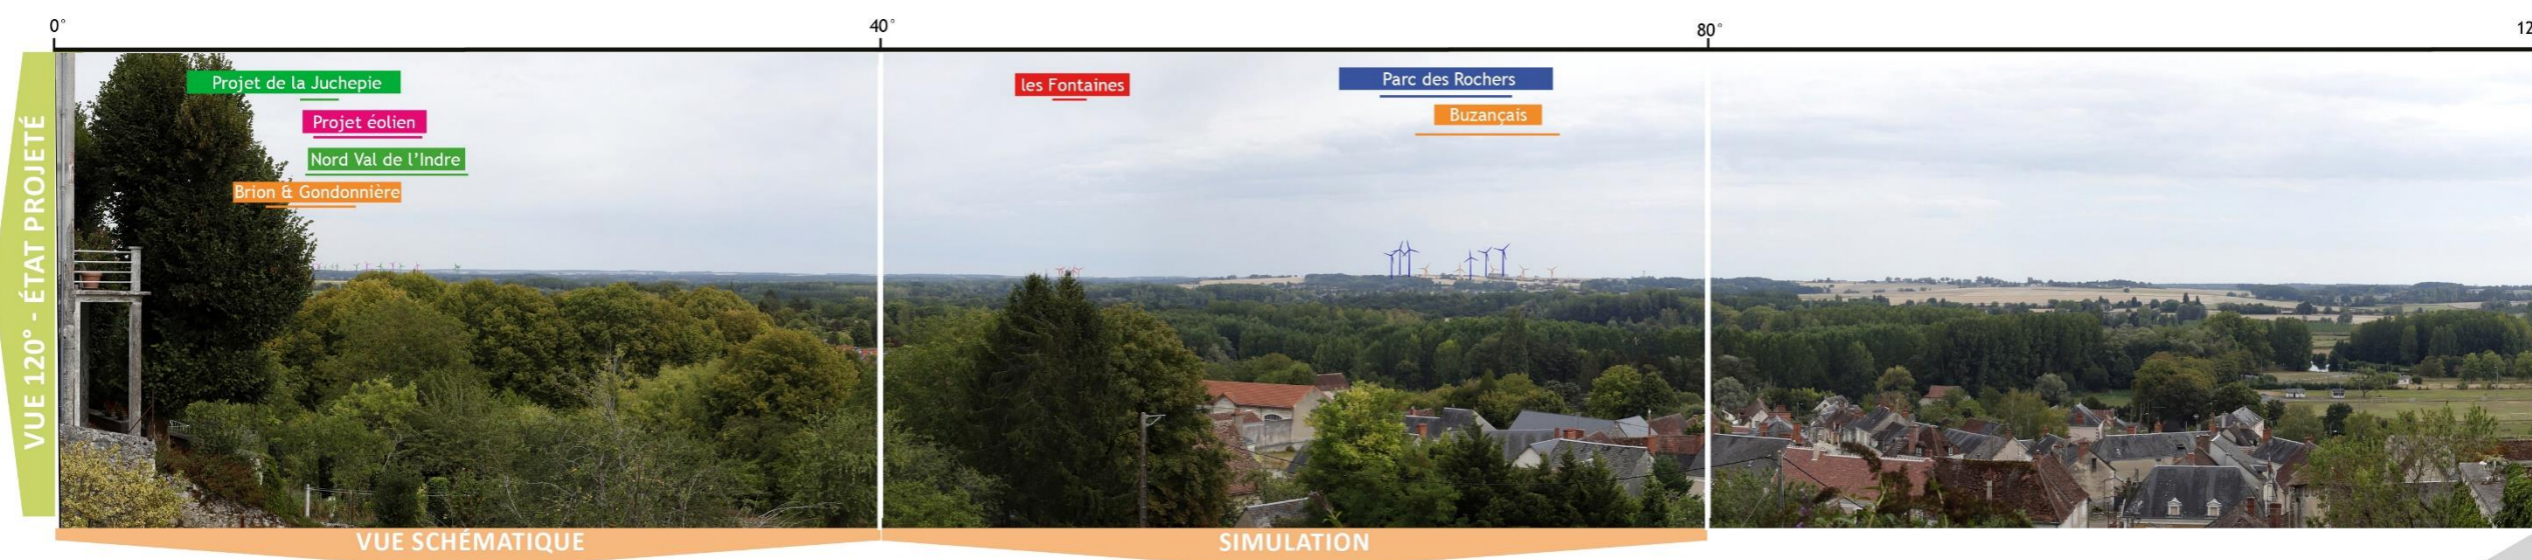 0°
40°
80°
12
VUE 120° - ÉTAT PROJETÉ
Projet de la Juchepie
Projet éolien
Nord Val de l'Indre
Brion & Gondonnière
les Fontaines
Parc des Rochers
Buzançais
VUE SCHÉMATIQUE
SIMULATION